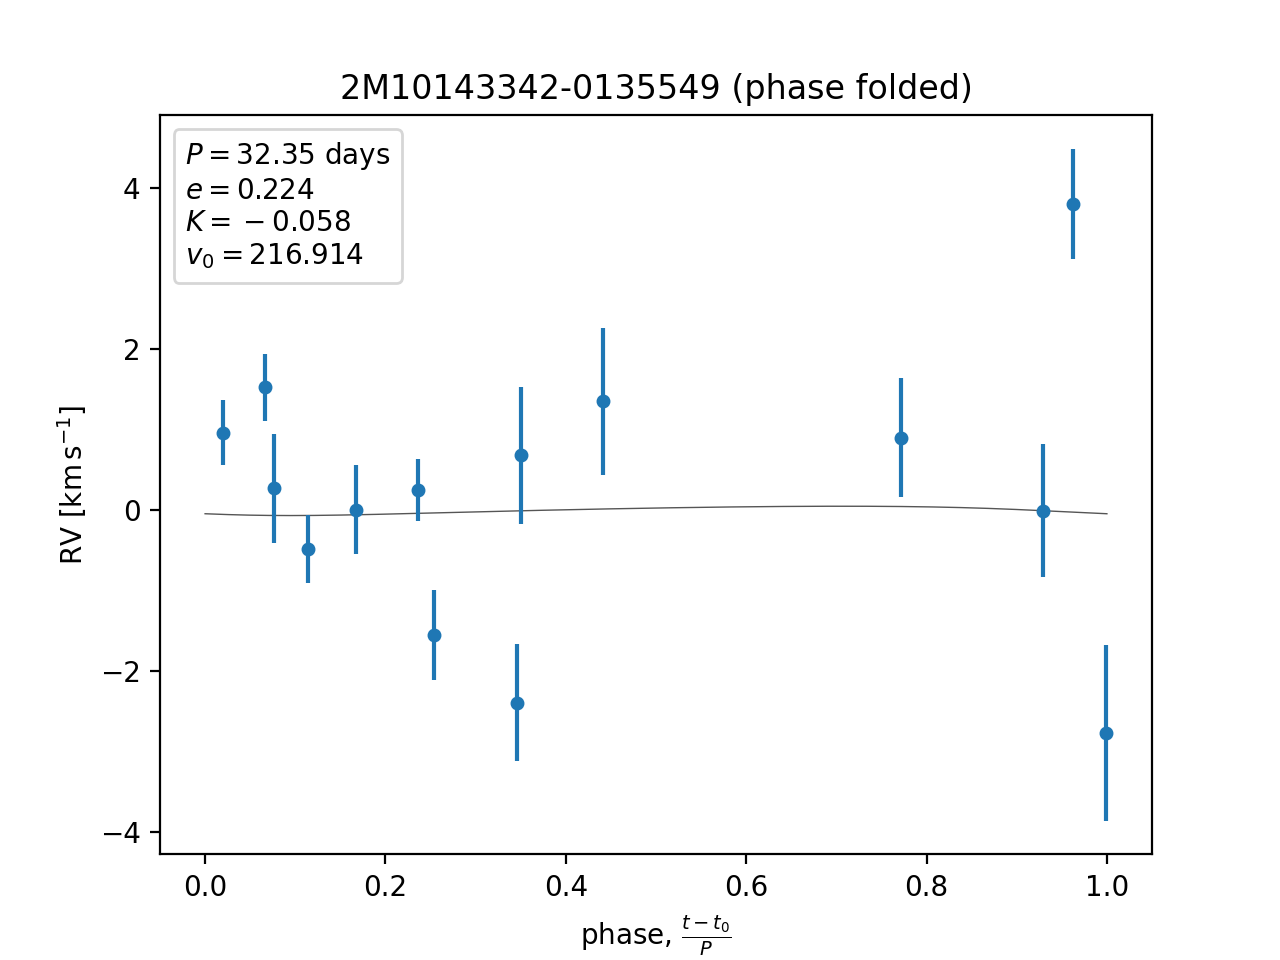 2M10143342-0135549 (phase folded)
P = 32.35 days
e = 0.224
K = −0.058
v₀ = 216.914
4
2
0
−2
−4
RV [km s⁻¹]
0.0 0.2 0.4 0.6 0.8 1.0
phase, (t − t₀)/P